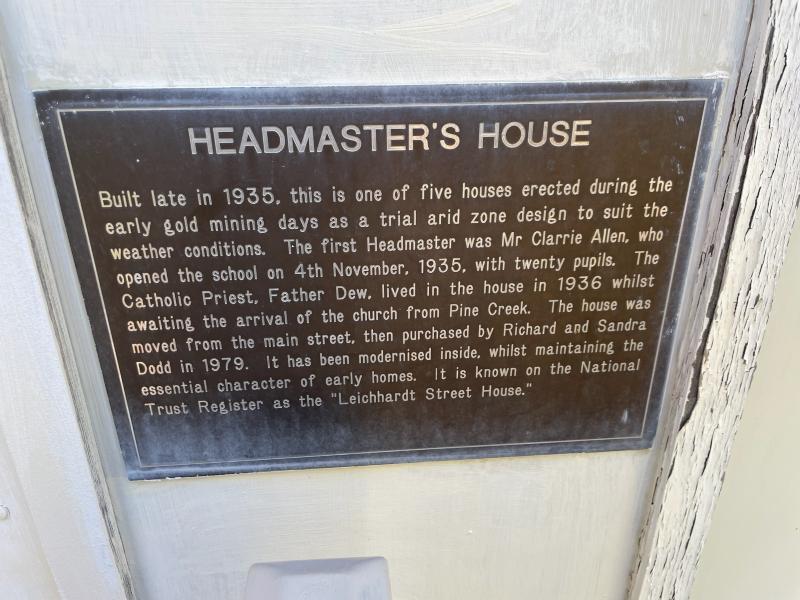 HEADMASTER'S HOUSE
Built late in 1935, this is one of five houses erected during the
early gold mining days as a trial arid zone design to suit the
weather conditions. The first Headmaster was Mr Clarrie Allen, who
opened the school on 4th November, 1935, with twenty pupils. The
Catholic Priest, Father Dew, lived in the house in 1936 whilst
awaiting the arrival of the church from Pine Creek. The house was
moved from the main street, then purchased by Richard and Sandra
Dodd in 1979. It has been modernised inside, whilst maintaining the
essential character of early homes. It is known on the National
Trust Register as the "Leichhardt Street House."